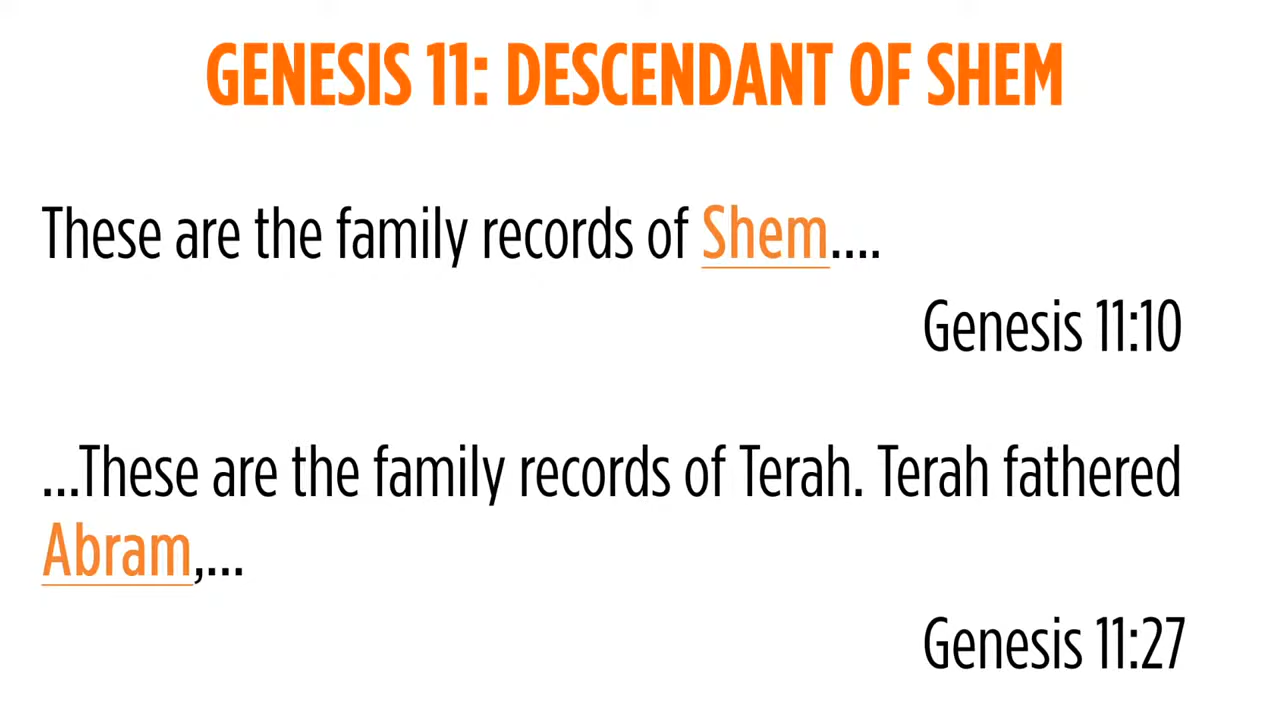 GENESIS 11: DESCENDANT OF SHEM
These are the family records of Shem....
Genesis 11:10
...These are the family records of Terah. Terah fathered
Abram,...
Genesis 11:27